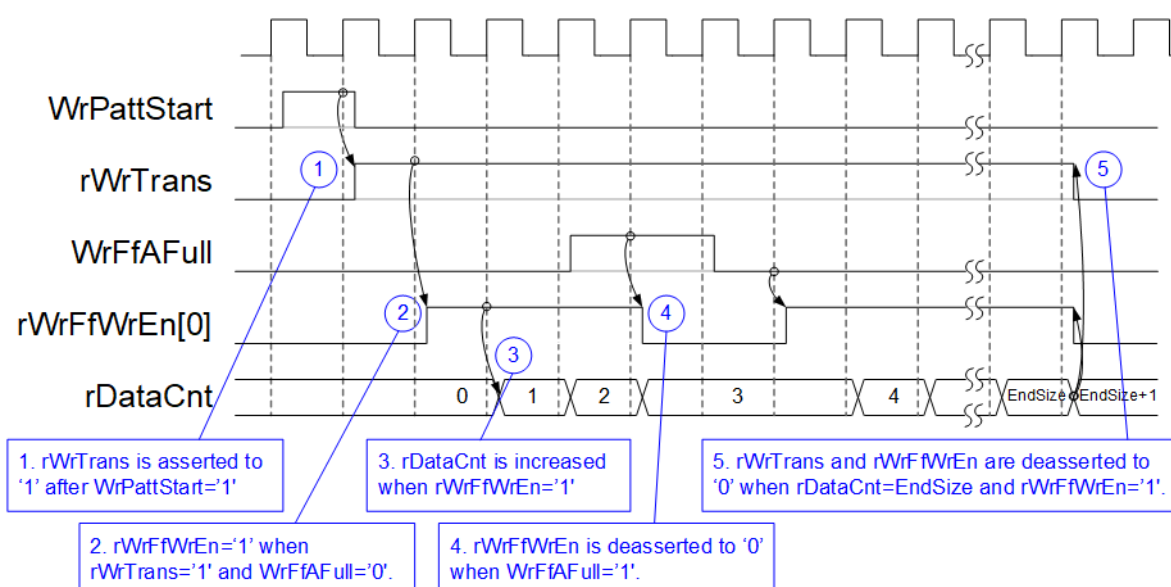 WrPattStart
1
rWrTrans
5
WrFfAFull
2
4
rWrFfWrEn[0]
3
rDataCnt
0 1 2 3 4 EndSize EndSize+1
1. rWrTrans is asserted to
‘1’ after WrPattStart=’1’
3. rDataCnt is increased
when rWrFfWrEn=’1’
5. rWrTrans and rWrFfWrEn are deasserted to
‘0’ when rDataCnt=EndSize and rWrFfWrEn=’1’.
2. rWrFfWrEn=‘1’ when
rWrTrans=’1’ and WrFfAFull=’0’.
4. rWrFfWrEn is deasserted to ‘0’
when WrFfAFull=’1’.